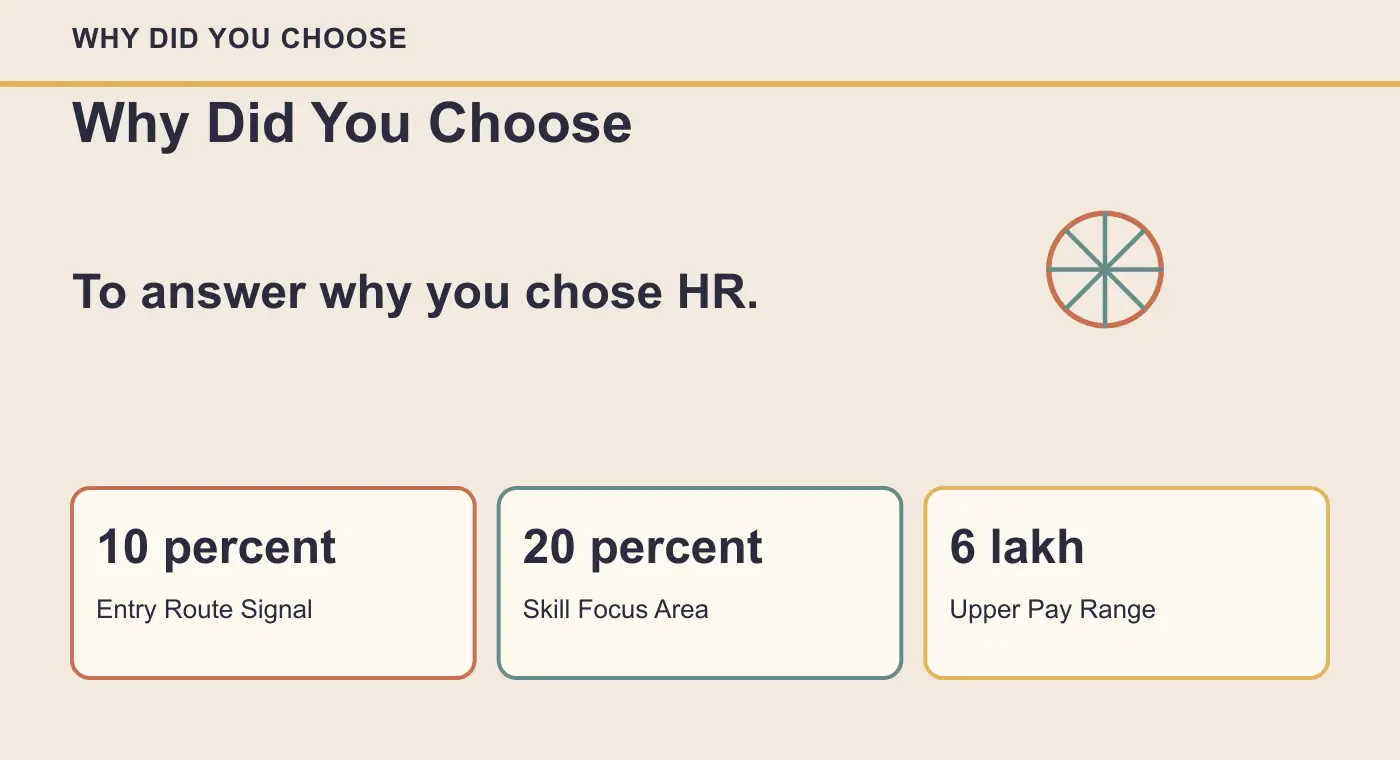 WHY DID YOU CHOOSE
Why Did You Choose
To answer why you chose HR.
10 percent
Entry Route Signal
20 percent
Skill Focus Area
6 lakh
Upper Pay Range